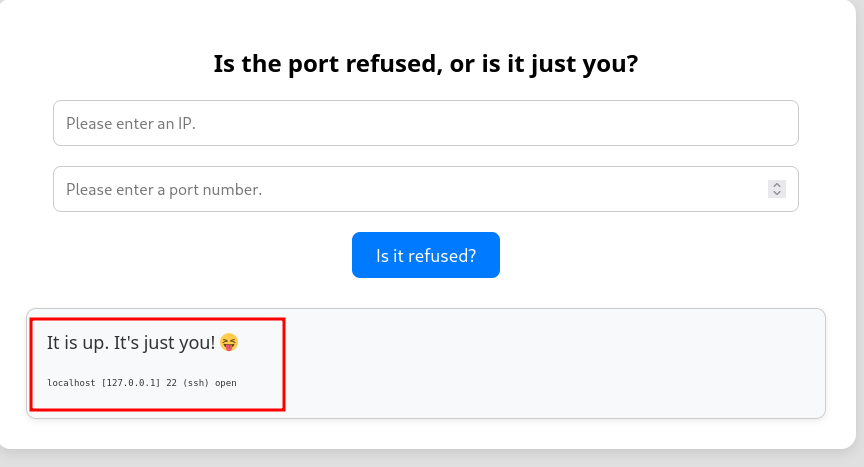 Is the port refused, or is it just you?
Please enter an IP.
Please enter a port number.
Is it refused?
It is up. It's just you! 😝
localhost [127.0.0.1] 22 (ssh) open